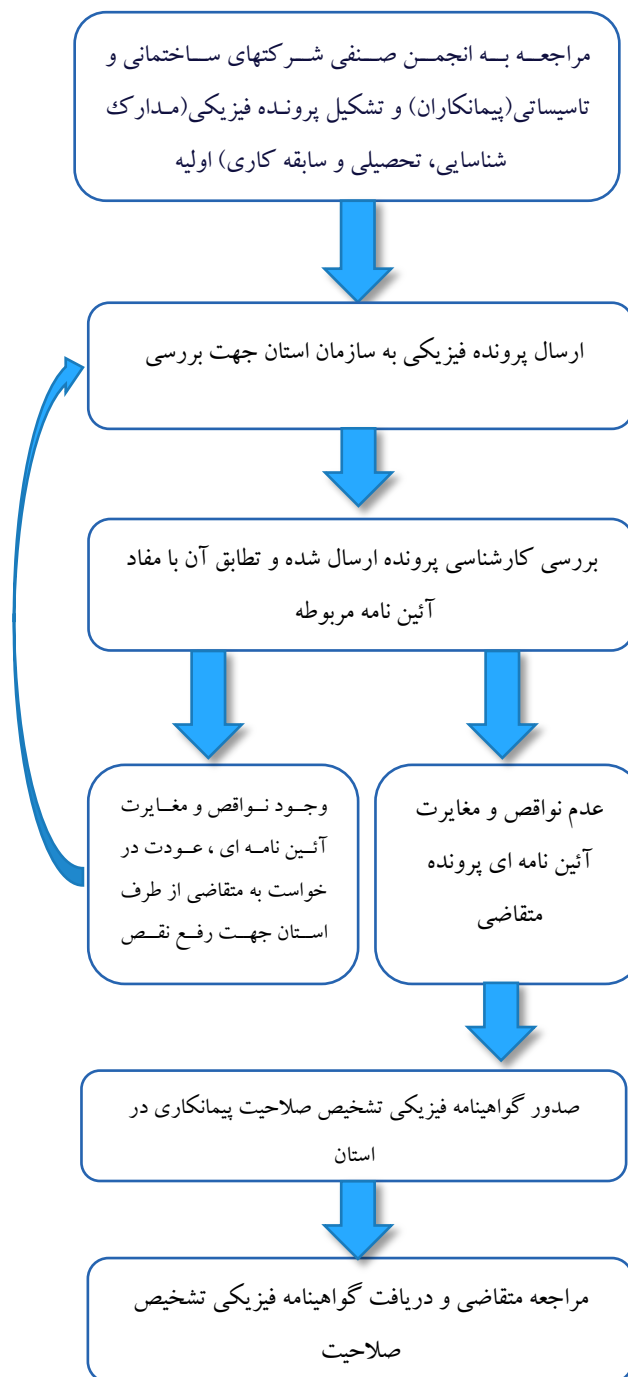 مراجعه به انجمن صنفی شرکتهای ساختمانی و
تاسیساتی(پیمانکاران) و تشکیل پرونده فیزیکی(مدارک
شناسایی، تحصیلی و سابقه کاری) اولیه
ارسال پرونده فیزیکی به سازمان استان جهت بررسی
بررسی کارشناسی پرونده ارسال شده و تطابق آن با مفاد
آئین نامه مربوطه
عدم نواقص و مغایرت
آئین نامه ای پرونده
متقاضی
وجود نواقص و مغایرت
آئین نامه ای ، عودت در
خواست به متقاضی از طرف
استان جهت رفع نقص
صدور گواهینامه فیزیکی تشخیص صلاحیت پیمانکاری در
استان
مراجعه متقاضی و دریافت گواهینامه فیزیکی تشخیص
صلاحیت